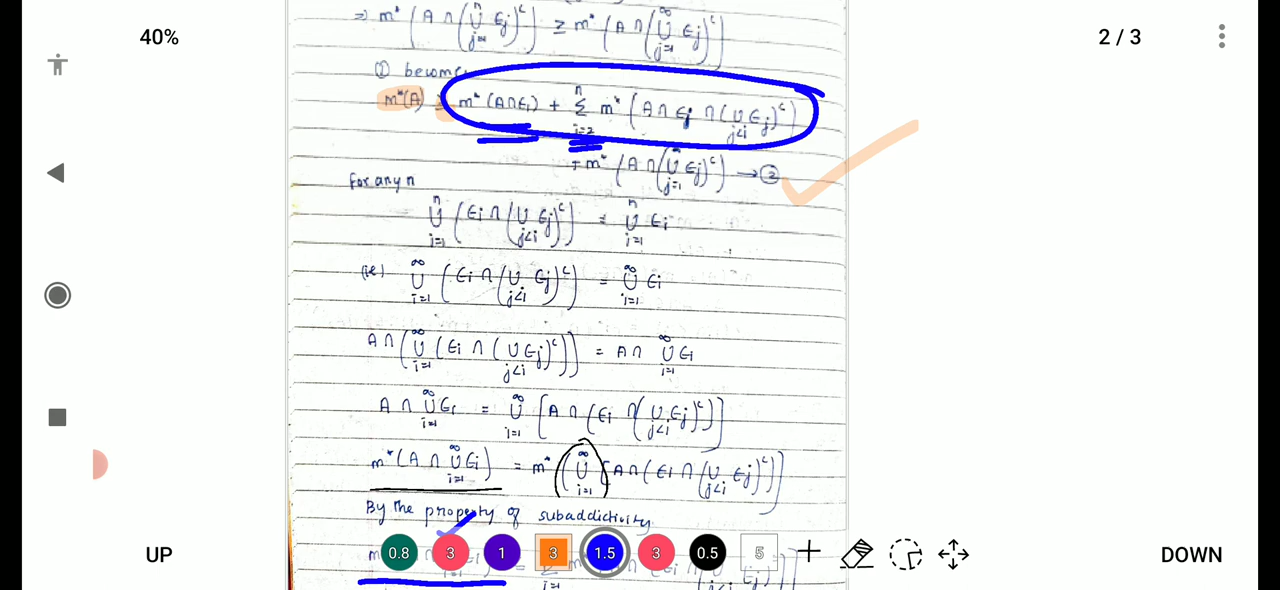 40%
2 / 3
⇒ m* ( A ∩ (⋃_{j=1}^{n} Ej)^c ) ≥ m* ( A ∩ (⋃_{j=1}^{∞} Ej)^c )
① becomes
m*(A) ≥ m*(A∩E1) + Σ_{i=2}^{n} m* ( A ∩ Ei ∩ (⋃_{j<i} Ej)^c )
+ m* ( A ∩ (⋃_{j=1}^{∞} Ej)^c ) → ②
For any n
⋃_{i=1}^{n} ( Ei ∩ (⋃_{j<i} Ej)^c ) = ⋃_{i=1}^{n} Ei
(ie) ⋃_{i=1}^{∞} ( Ei ∩ (⋃_{j<i} Ej)^c ) = ⋃_{i=1}^{∞} Ei
A ∩ ( ⋃_{i=1}^{∞} ( Ei ∩ (⋃_{j<i} Ej)^c ) ) = A ∩ ⋃_{i=1}^{∞} Ei
A ∩ ⋃_{i=1}^{∞} Ei = ⋃_{i=1}^{∞} [ A ∩ ( Ei ∩ (⋃_{j<i} Ej)^c ) ]
m* ( A ∩ ⋃_{i=1}^{∞} Ei ) = m* ( ⋃_{i=1}^{∞} [ A ∩ ( Ei ∩ (⋃_{j<i} Ej)^c ) ]
By the property of subaddictivity
UP
0.8 3 1 3 1.5 3 0.5 5
DOWN